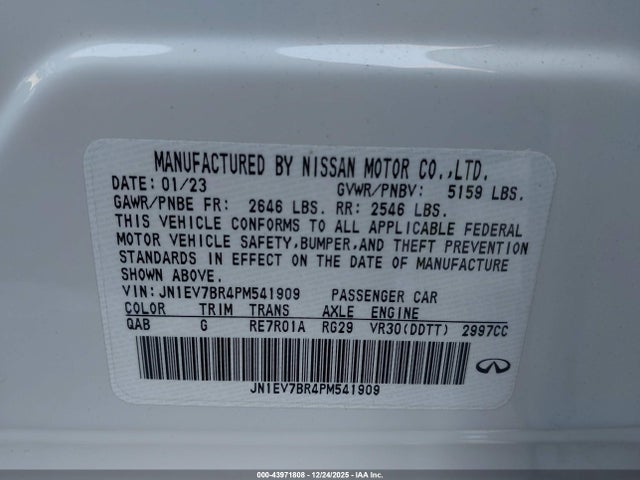 MANUFACTURED BY NISSAN MOTOR CO.,LTD.
DATE: 01/23 GVWR/PNBV: 5159 LBS.
GAWR/PNBE FR: 2646 LBS. RR: 2546 LBS.
THIS VEHICLE CONFORMS TO ALL APPLICABLE FEDERAL
MOTOR VEHICLE SAFETY,BUMPER,AND THEFT PREVENTION
STANDARDS IN EFFECT ON THE DATE OF MANUFACTURE
SHOWN ABOVE.
VIN: JN1EV7BR4PM541909 PASSENGER CAR
COLOR TRIM TRANS AXLE ENGINE
QAB G RE7R01A RG29 VR30(DDTT) 2997CC
JN1EV7BR4PM541909
000-43971808 - 12/24/2025 - IAA Inc.